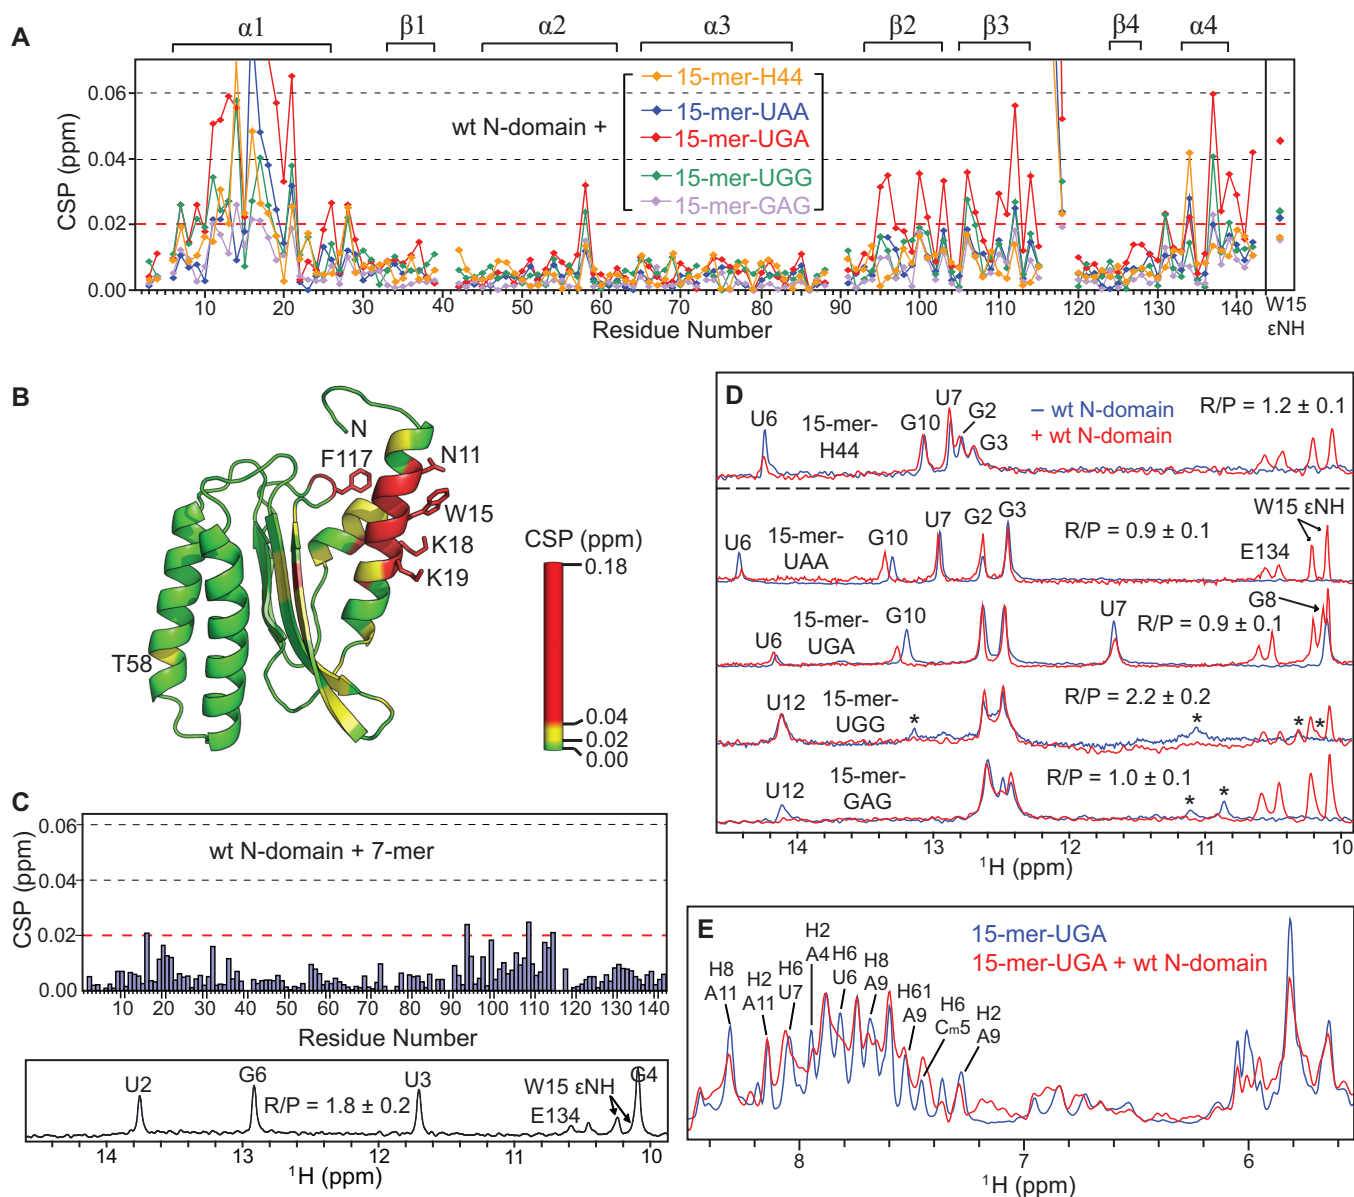 A
α1 β1 α2 α3 β2 β3 β4 α4
CSP (ppm)
0.06
0.04
0.02
0.00
wt N-domain +
15-mer-H44
15-mer-UAA
15-mer-UGA
15-mer-UGG
15-mer-GAG
10 20 30 40 50 60 70 80 90 100 110 120 130 140 W15
εNH
Residue Number
B
N
F117
N11
W15
K18
K19
T58
CSP (ppm)
0.18
0.04
0.02
0.00
C
CSP (ppm)
0.06
0.04
0.02
0.00
wt N-domain + 7-mer
10 20 30 40 50 60 70 80 90 100 110 120 130 140
Residue Number
U2 G6 U3 W15 εNH G4
R/P = 1.8 ± 0.2
E134
14 13 12 11 10
¹H (ppm)
D
– wt N-domain
+ wt N-domain
U6 15-mer-H44 G10 U7 G2 G3 R/P = 1.2 ± 0.1
U6 15-mer-UAA G10 U7 G2 G3 R/P = 0.9 ± 0.1 W15 εNH
E134
U6 15-mer-UGA G10 U7 R/P = 0.9 ± 0.1 G8
U12 15-mer-UGG R/P = 2.2 ± 0.2
* * * *
U12 15-mer-GAG R/P = 1.0 ± 0.1
* *
14 13 12 11 10
¹H (ppm)
E
15-mer-UGA
15-mer-UGA + wt N-domain
H8 A11
H2 A11
H6 U7
H2 A4
H6 U6
H8 A9
H61 A9
H6 Cm5
H2 A9
8 7 6
¹H (ppm)